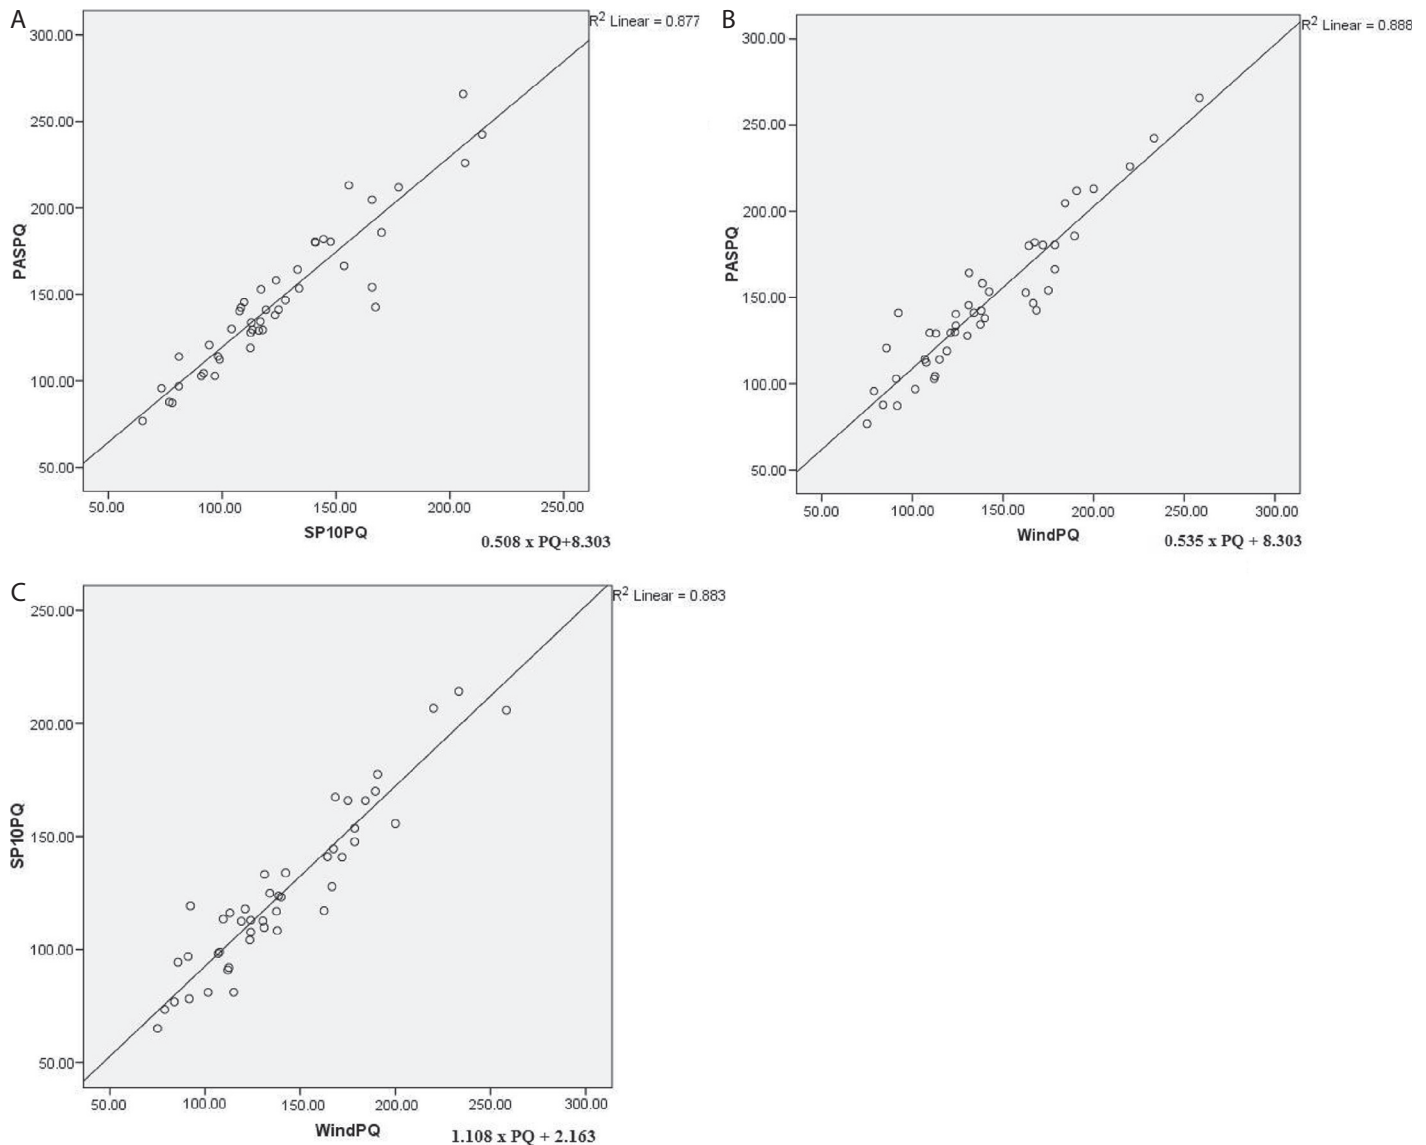 A
R² Linear = 0.877
300.00
250.00
200.00
150.00
100.00
50.00
PASPQ
50.00 100.00 150.00 200.00 250.00
SP10PQ
0.508 x PQ+8.303
B
R² Linear = 0.888
300.00
250.00
200.00
150.00
100.00
50.00
PASPQ
50.00 100.00 150.00 200.00 250.00 300.00
WindPQ
0.535 x PQ + 8.303
C
R² Linear = 0.883
250.00
200.00
150.00
100.00
50.00
SP10PQ
50.00 100.00 150.00 200.00 250.00 300.00
WindPQ
1.108 x PQ + 2.163